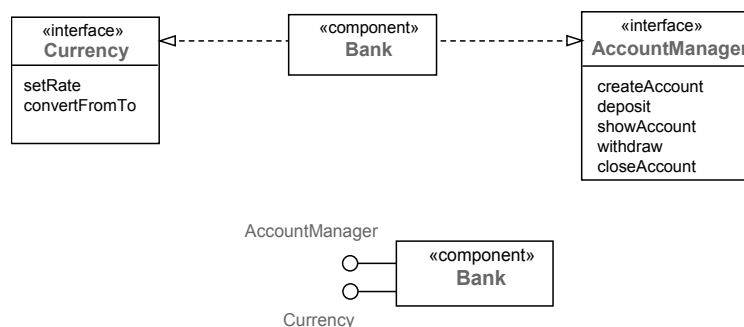 «interface»
Currency
setRate
convertFromTo
«component»
Bank
«interface»
AccountManager
createAccount
deposit
showAccount
withdraw
closeAccount
AccountManager
Currency
«component»
Bank